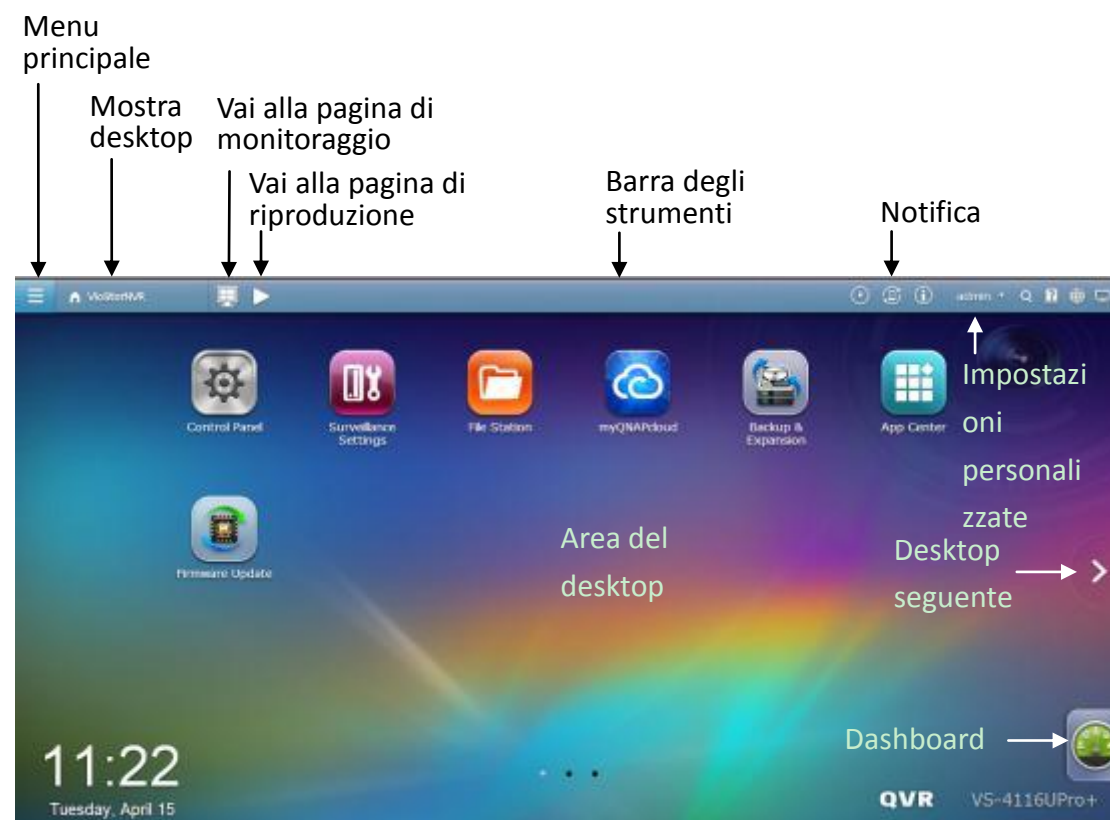 Menu
principale
Mostra
desktop
Vai alla pagina di
monitoraggio
Vai alla pagina di
riproduzione
Barra degli
strumenti
Notifica
VioStorNVR
admin
Control Panel
Surveillance
Settings
File Station
myQNAPcloud
Backup &
Expansion
App Center
Impostazi
oni
personali
zzate
Firmware Update
Area del
desktop
Desktop
seguente
Dashboard
11:22
Tuesday, April 15
QVR VS-4116UPro+